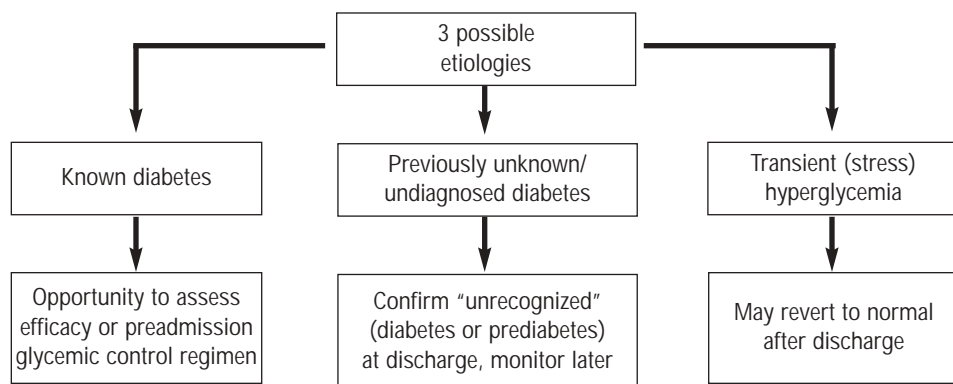 3 possible
etiologies
Known diabetes
Previously unknown/
undiagnosed diabetes
Transient (stress)
hyperglycemia
Opportunity to assess
efficacy or preadmission
glycemic control regimen
Confirm “unrecognized”
(diabetes or prediabetes)
at discharge, monitor later
May revert to normal
after discharge